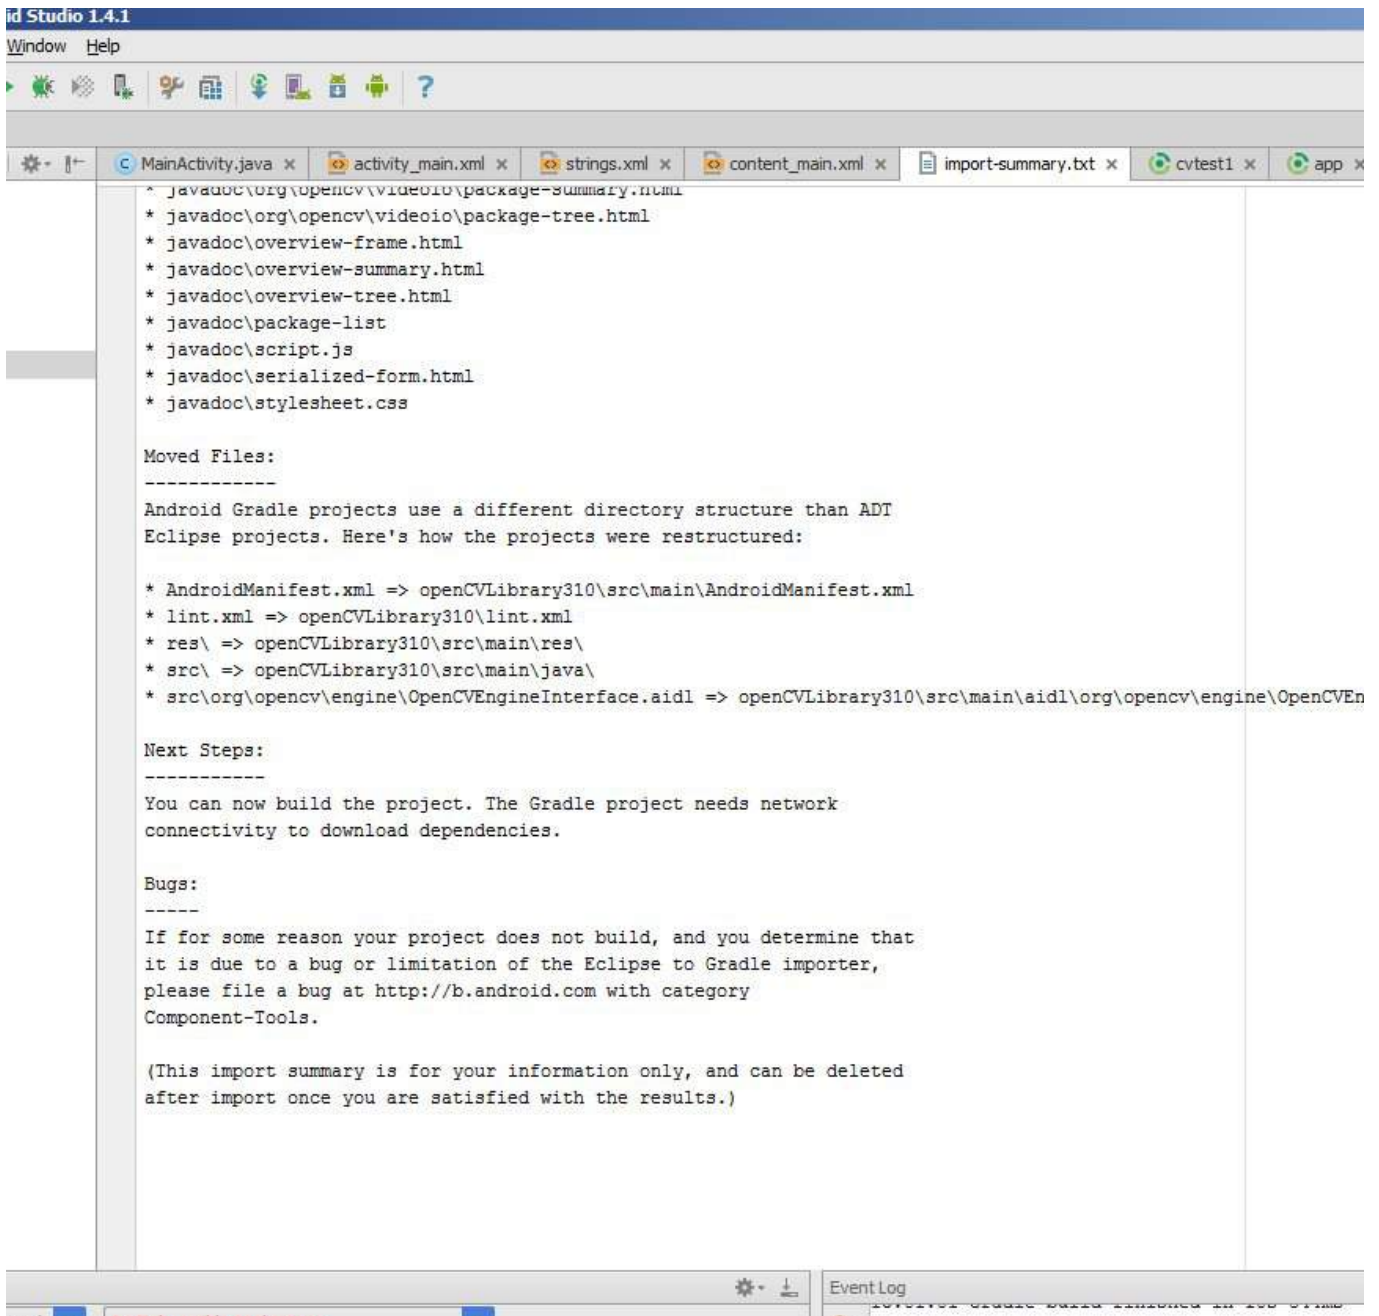 id Studio 1.4.1
Window Help
MainActivity.java activity_main.xml strings.xml content_main.xml import-summary.txt cvtest1 app
* javadoc\org\opencv\videoio\package-summary.html
* javadoc\org\opencv\videoio\package-tree.html
* javadoc\overview-frame.html
* javadoc\overview-summary.html
* javadoc\overview-tree.html
* javadoc\package-list
* javadoc\script.js
* javadoc\serialized-form.html
* javadoc\stylesheet.css
Moved Files:
------------
Android Gradle projects use a different directory structure than ADT
Eclipse projects. Here's how the projects were restructured:
* AndroidManifest.xml => openCVLibrary310\src\main\AndroidManifest.xml
* lint.xml => openCVLibrary310\lint.xml
* res\ => openCVLibrary310\src\main\res\
* src\ => openCVLibrary310\src\main\java\
* src\org\opencv\engine\OpenCVEngineInterface.aidl => openCVLibrary310\src\main\aidl\org\opencv\engine\OpenCVEn
Next Steps:
-----------
You can now build the project. The Gradle project needs network
connectivity to download dependencies.
Bugs:
-----
If for some reason your project does not build, and you determine that
it is due to a bug or limitation of the Eclipse to Gradle importer,
please file a bug at http://b.android.com with category
Component-Tools.
(This import summary is for your information only, and can be deleted
after import once you are satisfied with the results.)
Event Log